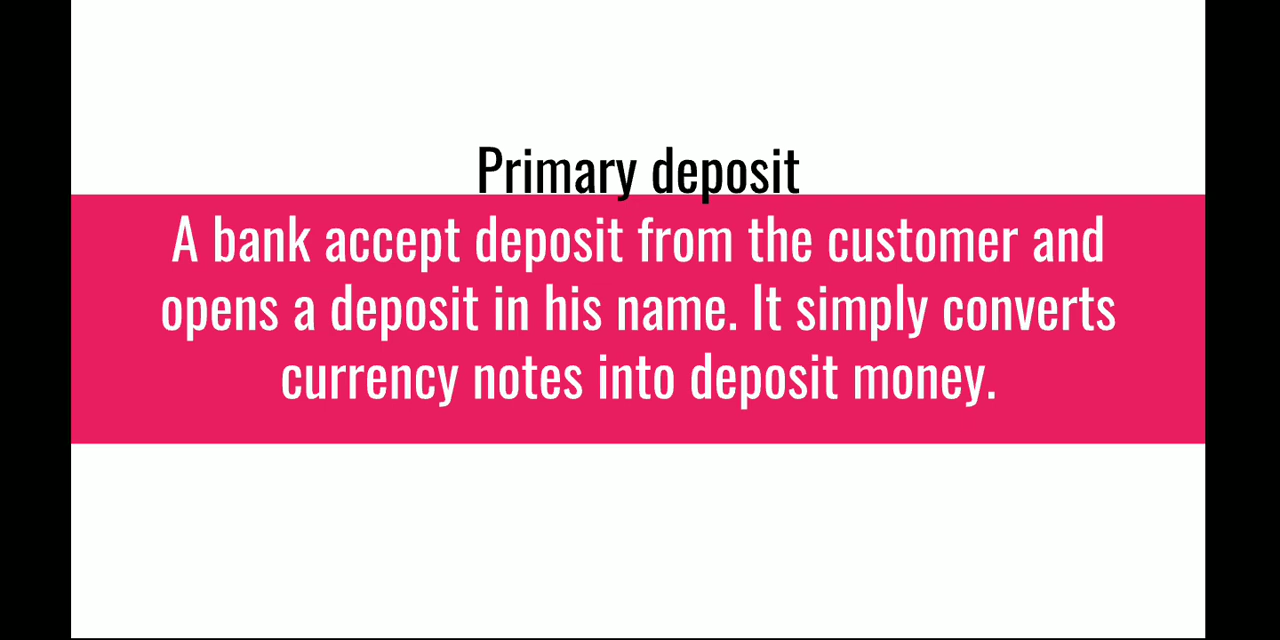 Primary deposit
A bank accept deposit from the customer and
opens a deposit in his name. It simply converts
currency notes into deposit money.